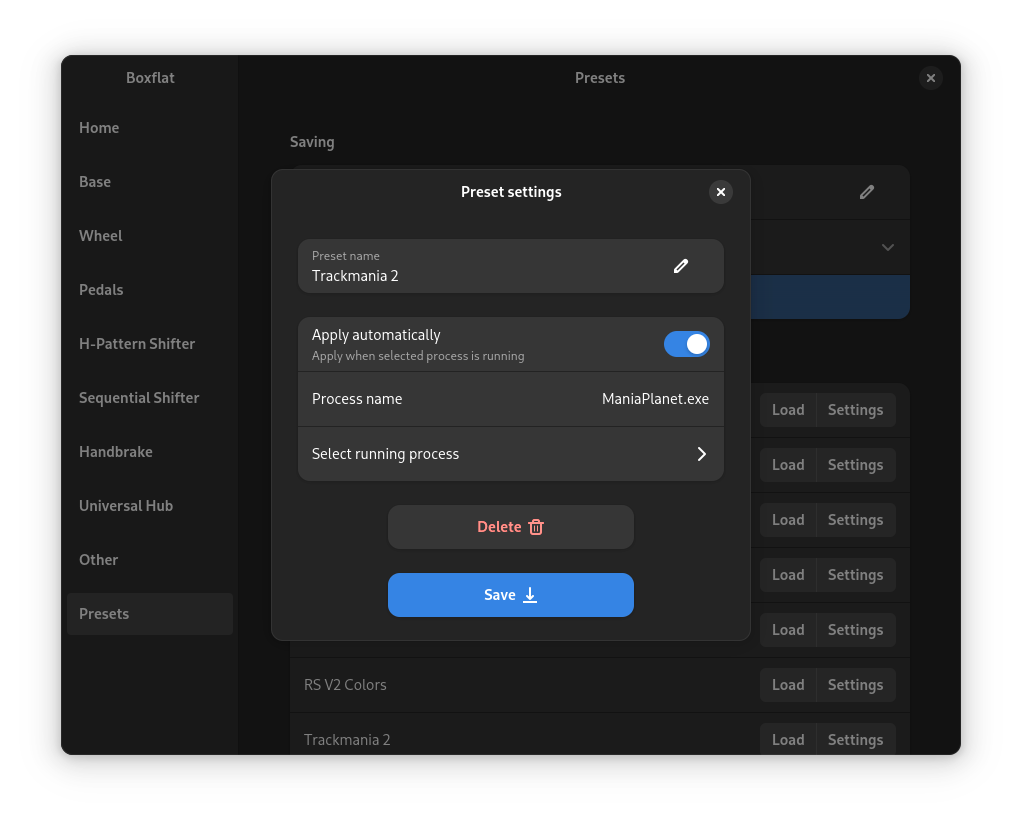 Boxflat
Home
Base
Wheel
Pedals
H-Pattern Shifter
Sequential Shifter
Handbrake
Universal Hub
Other
Presets
Presets
Saving
Preset settings
Preset name
Trackmania 2
Apply automatically
Apply when selected process is running
Process name ManiaPlanet.exe
Select running process
Delete
Save
Load Settings
Load Settings
Load Settings
Load Settings
Load Settings
RS V2 Colors Load Settings
Trackmania 2 Load Settings